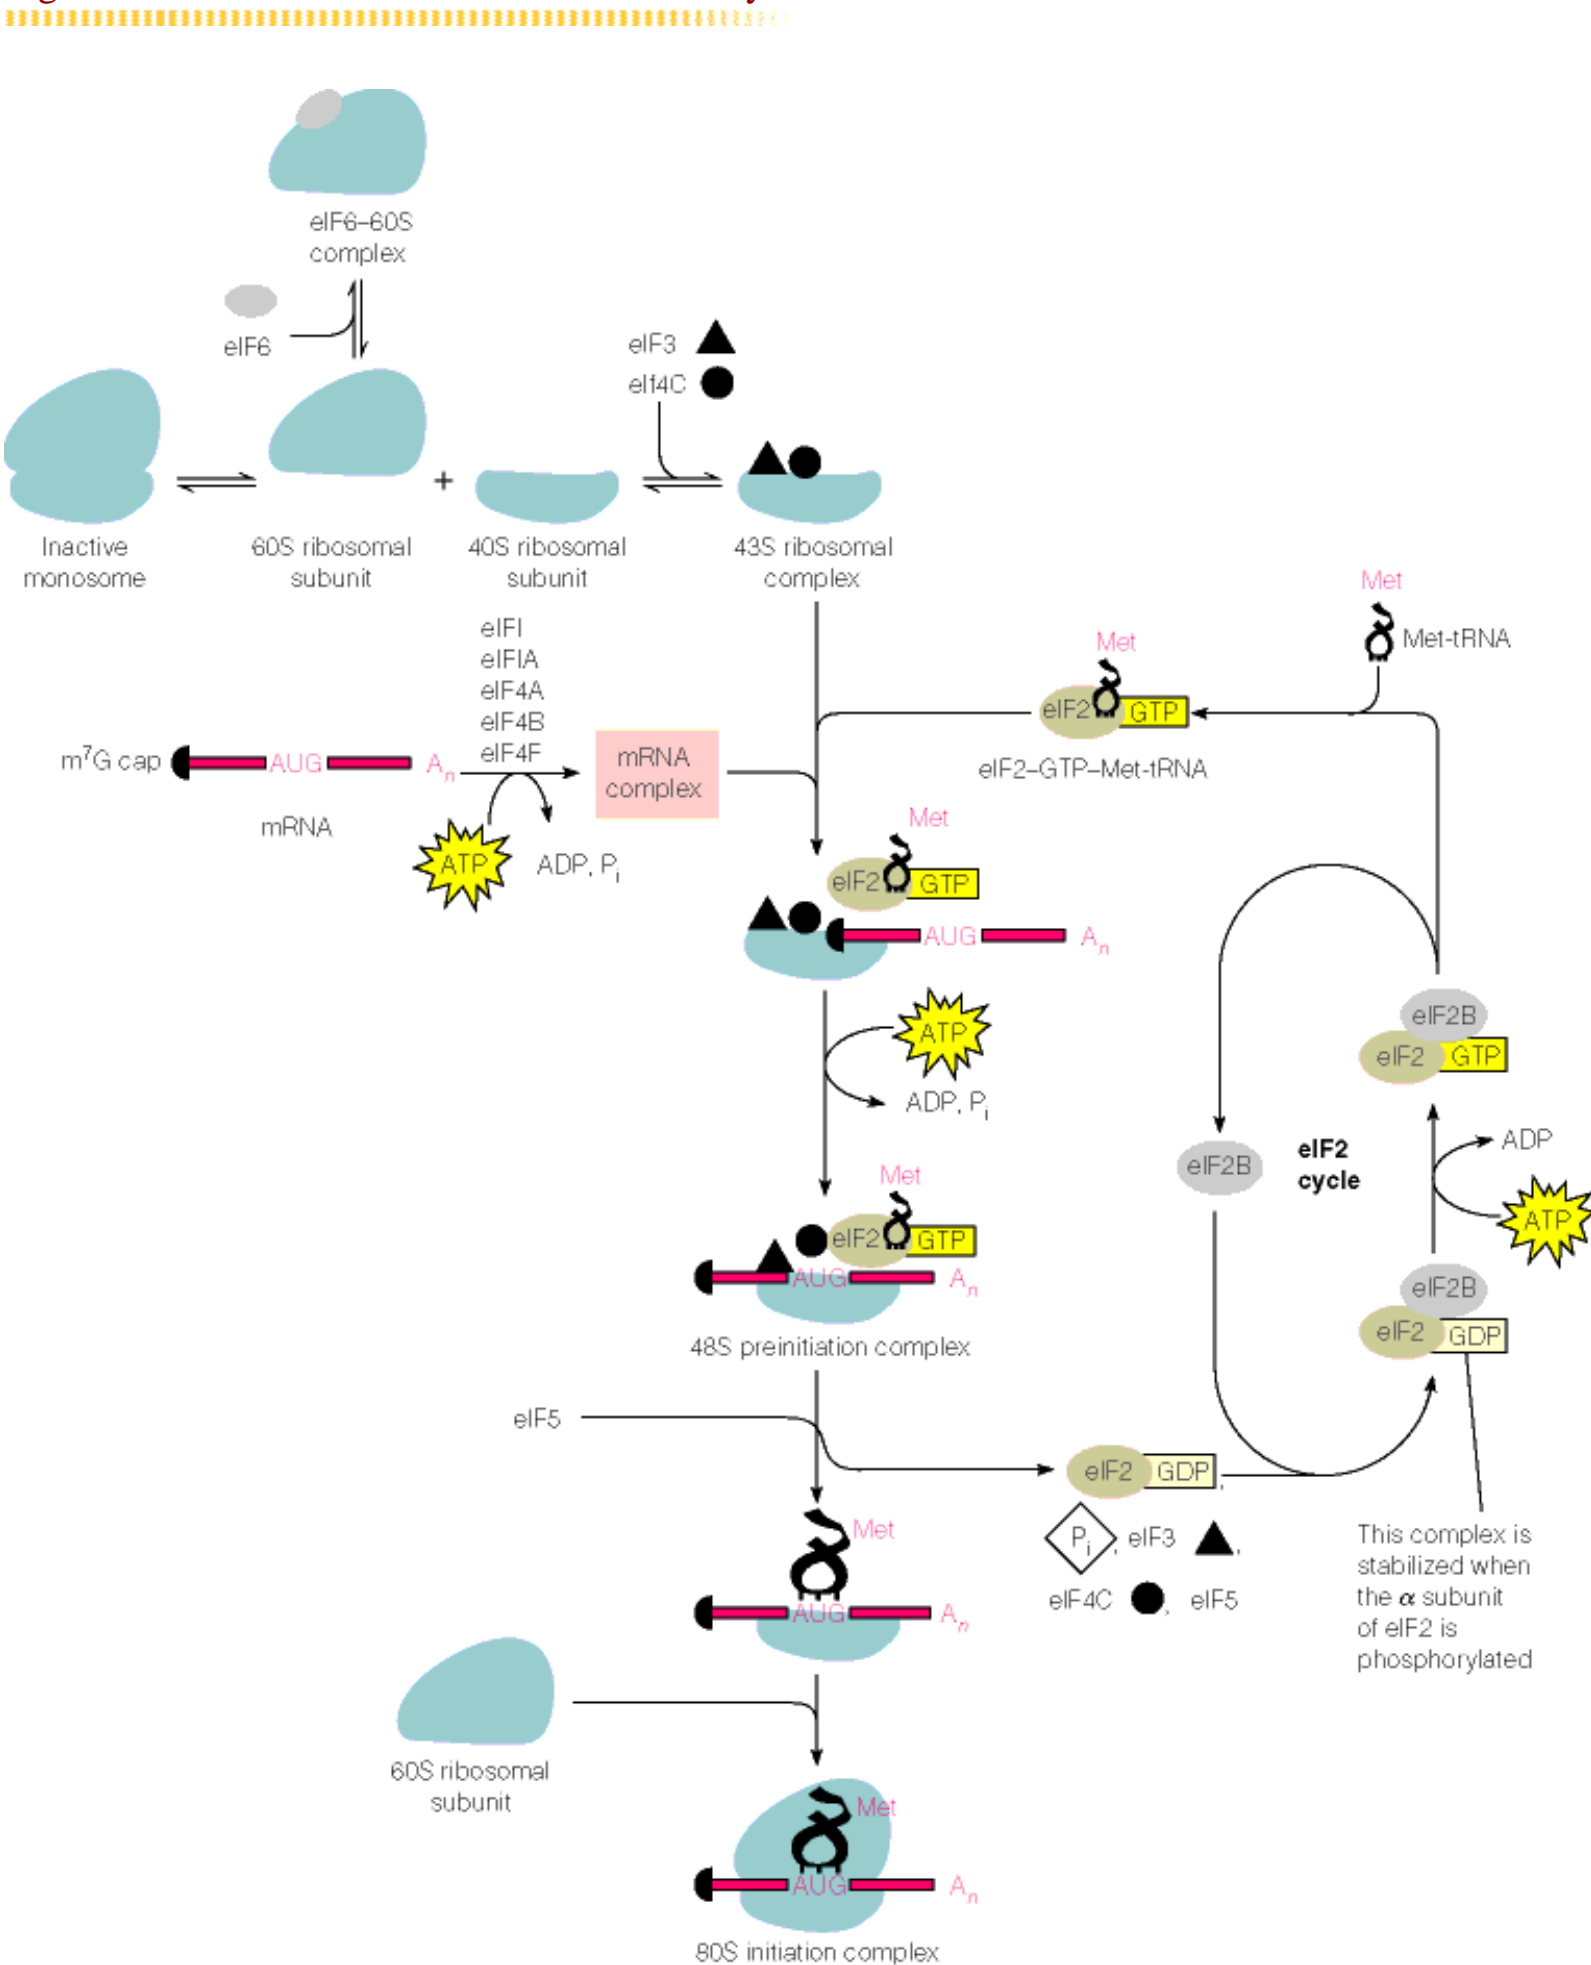 eIF6–60S
complex
eIF6
eIF3
eIf4C
+
Inactive
monosome
60S ribosomal
subunit
40S ribosomal
subunit
43S ribosomal
complex
Met
Met-tRNA
eIFI
eIFIA
eIF4A
eIF4B
eIF4F
Met
eIF2 GTP
eIF2–GTP–Met-tRNA
m7G cap AUG An
mRNA
mRNA
complex
ATP
ADP, Pi
Met
eIF2 GTP
AUG An
ATP
ADP, Pi
eIF2B
eIF2 GTP
eIF2B
eIF2
cycle
ADP
ATP
Met
eIF2 GTP
AUG An
48S preinitiation complex
eIF2B
eIF2 GDP
eIF5
eIF2 GDP,
Pi, eIF3 ,
eIF4C , eIF5
This complex is
stabilized when
the α subunit
of eIF2 is
phosphorylated
Met
AUG An
60S ribosomal
subunit
Met
AUG An
80S initiation complex